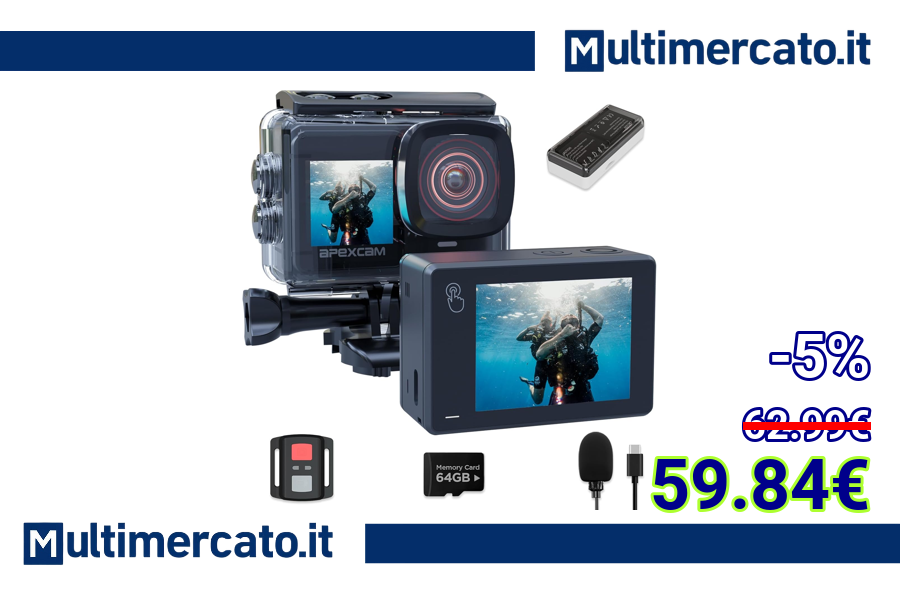 Multimercato.it
APEXCAM
-5%
62.99€
Memory Card
64GB
59.84€
Multimercato.it